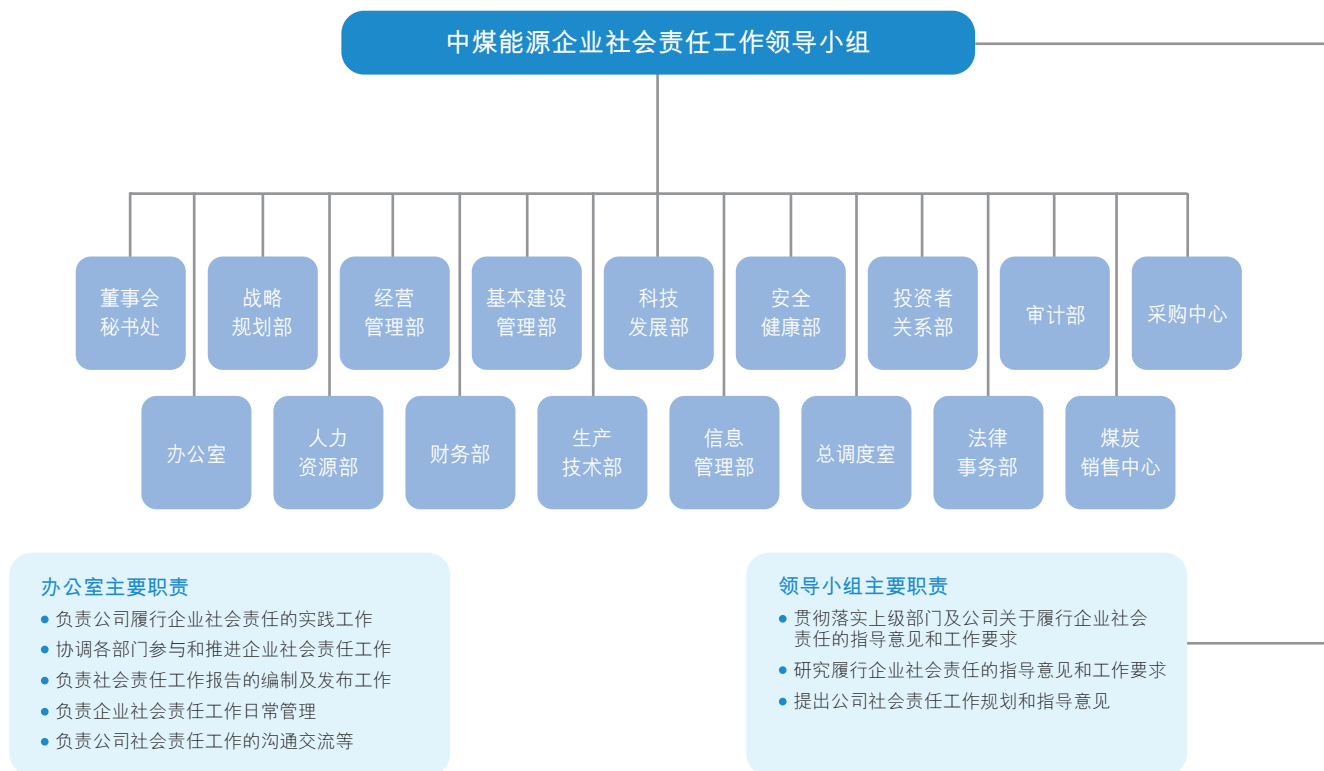 中煤能源企业社会责任工作领导小组
董事会
秘书处
战略
规划部
经营
管理部
基本建设
管理部
科技
发展部
安全
健康部
投资者
关系部
审计部
采购中心
办公室
人力
资源部
财务部
生产
技术部
信息
管理部
总调度室
法律
事务部
煤炭
销售中心
办公室主要职责
• 负责公司履行企业社会责任的实践工作
• 协调各部门参与和推进企业社会责任工作
• 负责社会责任工作报告的编制及发布工作
• 负责企业社会责任工作日常管理
• 负责公司社会责任工作的沟通交流等
领导小组主要职责
• 贯彻落实上级部门及公司关于履行企业社会
责任的指导意见和工作要求
• 研究履行企业社会责任的指导意见和工作要求
• 提出公司社会责任工作规划和指导意见